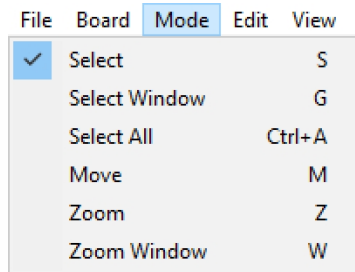 File Board Mode Edit View
Select S
Select Window G
Select All Ctrl+A
Move M
Zoom Z
Zoom Window W